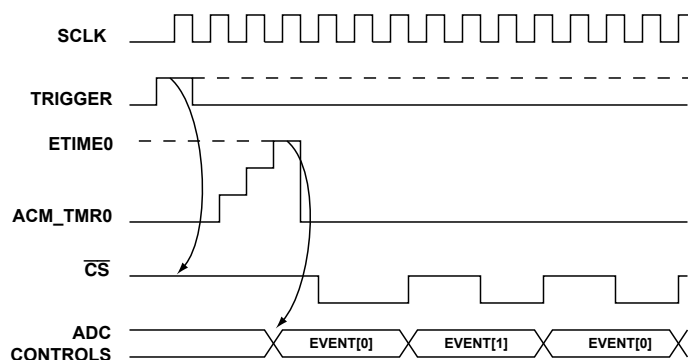 SCLK
TRIGGER
ETIME0
ACM_TMR0
CS
ADC
CONTROLS
EVENT[0]
EVENT[1]
EVENT[0]